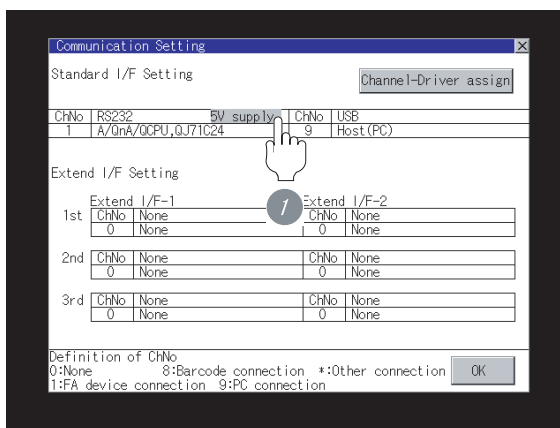 Communication Setting
Standard I/F Setting
Channel-Driver assign
ChNo RS232 5V supply ChNo USB
1 A/QnA/QCPU,QJ71C24 9 Host(PC)
Extend I/F Setting
Extend I/F-1 Extend I/F-2
1st ChNo None ChNo None
0 None 0 None
1
2nd ChNo None ChNo None
0 None 0 None
3rd ChNo None ChNo None
0 None 0 None
Definition of ChNo
0:None 8:Barcode connection *:Other connection OK
1:FA device connection 9:PC connection